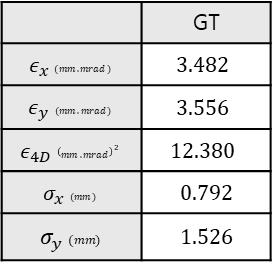 GT
ϵx (mm.mrad) 3.482
ϵy (mm.mrad) 3.556
ϵ4D (mm.mrad)² 12.380
σx (mm) 0.792
σy (mm) 1.526